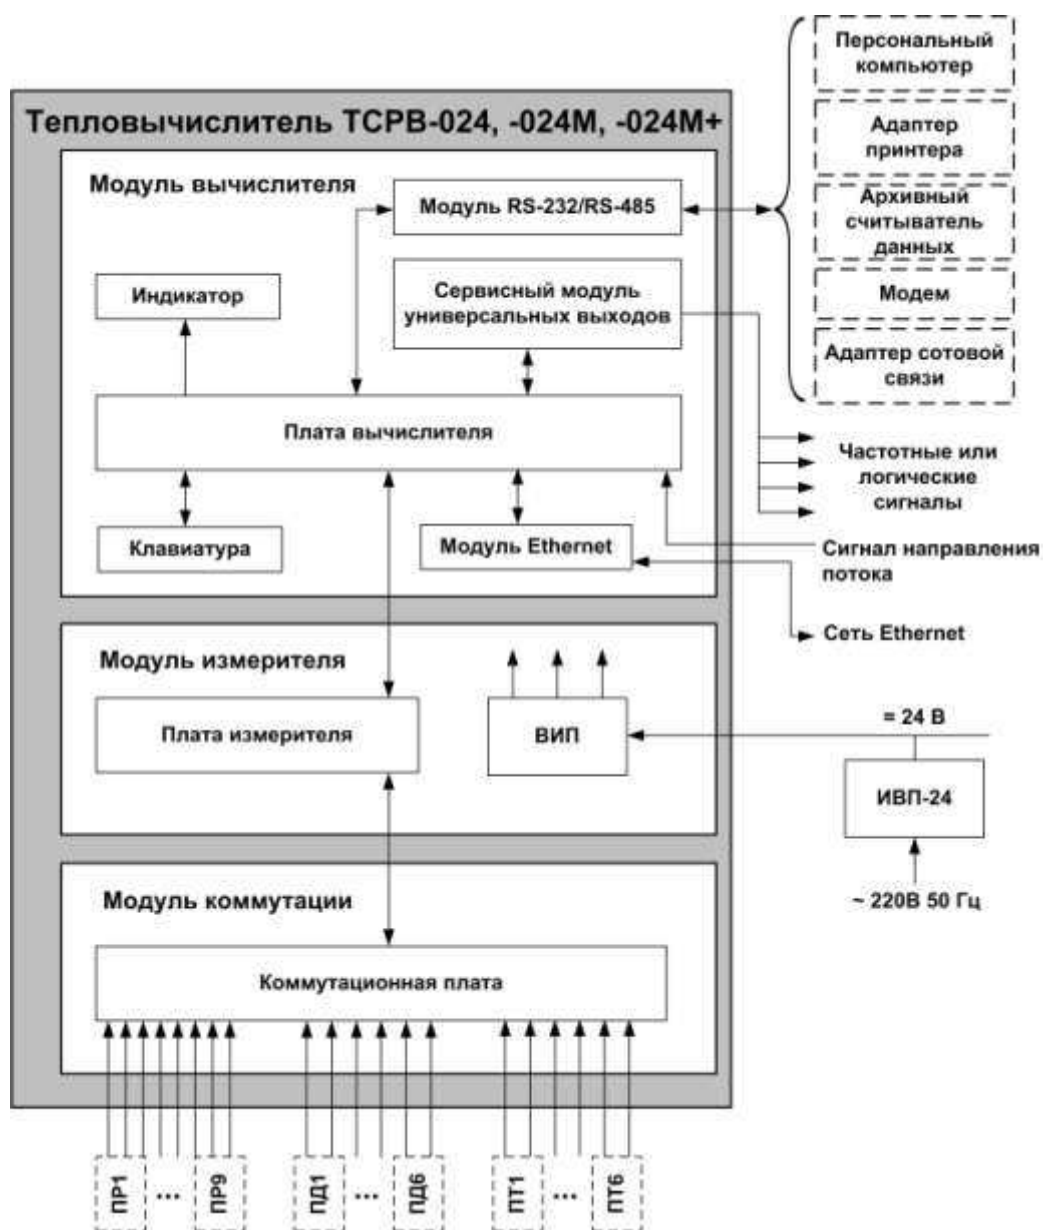 Персональный
компьютер
Тепловычислитель ТСРВ-024, -024М, -024М+
Адаптер
принтера
Модуль вычислителя
Модуль RS-232/RS-485
Архивный
считыватель
данных
Индикатор
Сервисный модуль
универсальных выходов
Модем
Адаптер сотовой
связи
Плата вычислителя
Частотные или
логические
сигналы
Клавиатура
Модуль Ethernet
Сигнал направления
потока
Сеть Ethernet
Модуль измерителя
Плата измерителя
ВИП
= 24 В
ИВП-24
~ 220В 50 Гц
Модуль коммутации
Коммутационная плата
ПР1 ... ПР9
ПД1 ... ПД6
ПТ1 ... ПТ6